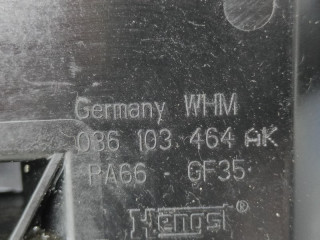 Germany WHM
036 103 464 AK
PA66 - GF35
Hengst®